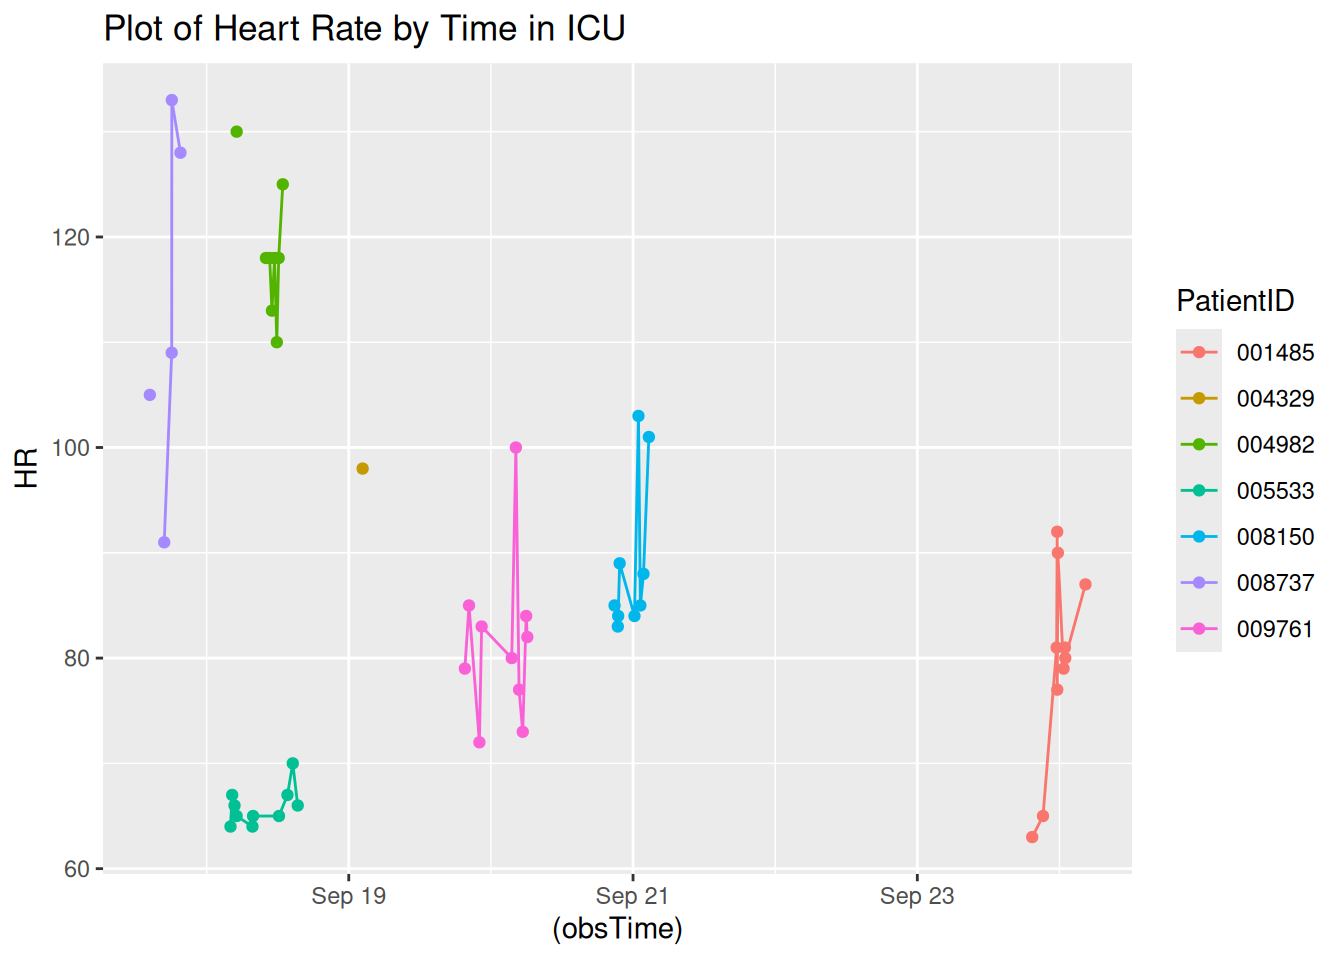 Plot of Heart Rate by Time in ICU
HR
120
100
80
60
Sep 19
Sep 21
Sep 23
(obsTime)
PatientID
001485
004329
004982
005533
008150
008737
009761